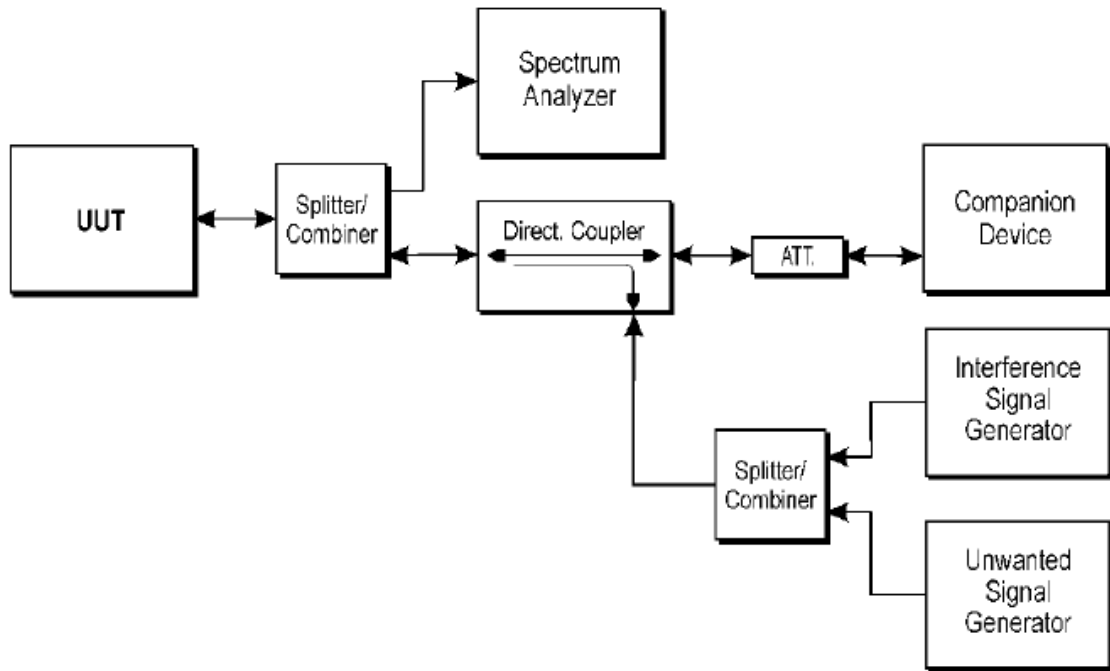 Spectrum
Analyzer
UUT
Splitter/
Combiner
Direct. Coupler
ATT.
Companion
Device
Interference
Signal
Generator
Splitter/
Combiner
Unwanted
Signal
Generator